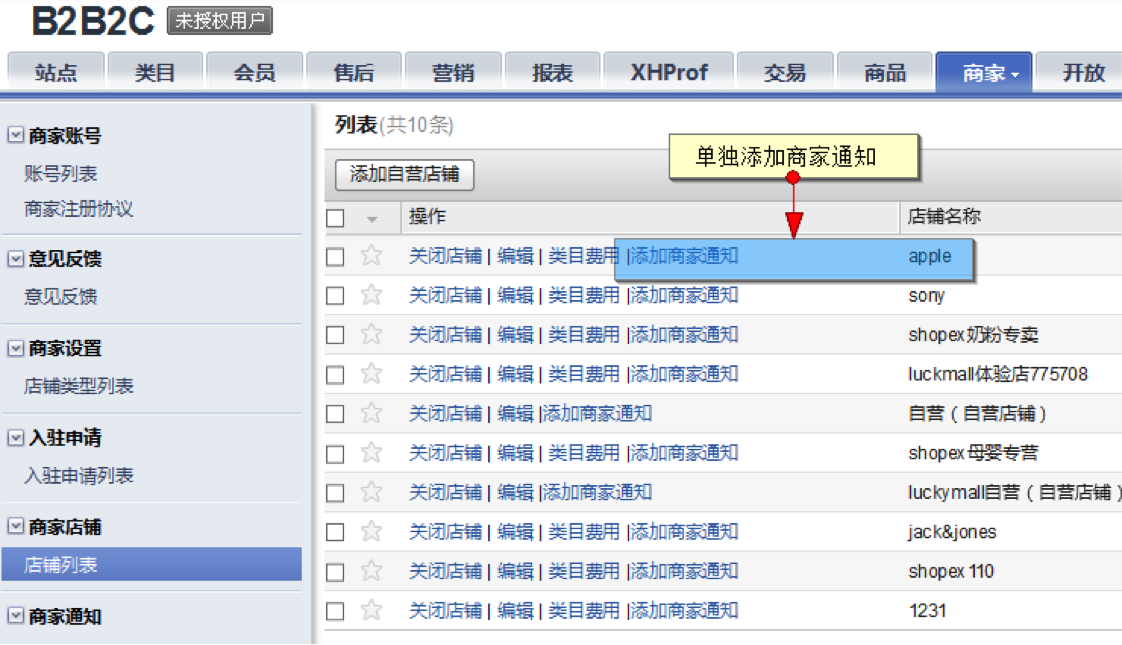 B2B2C 未授权用户
站点 类目 会员 售后 营销 报表 XHProf 交易 商品 商家 开放
商家账号
账号列表
商家注册协议
意见反馈
意见反馈
商家设置
店铺类型列表
入驻申请
入驻申请列表
商家店铺
店铺列表
商家通知
列表(共10条)
单独添加商家通知
添加自营店铺
操作 店铺名称
关闭店铺 | 编辑 | 类目费用 |添加商家通知 apple
关闭店铺 | 编辑 | 类目费用 |添加商家通知 sony
关闭店铺 | 编辑 | 类目费用 |添加商家通知 shopex奶粉专卖
关闭店铺 | 编辑 | 类目费用 |添加商家通知 luckmall体验店775708
关闭店铺 | 编辑 |添加商家通知 自营（自营店铺）
关闭店铺 | 编辑 | 类目费用 |添加商家通知 shopex母婴专营
关闭店铺 | 编辑 |添加商家通知 luckymall自营（自营店铺）
关闭店铺 | 编辑 | 类目费用 |添加商家通知 jack&jones
关闭店铺 | 编辑 | 类目费用 |添加商家通知 shopex 110
关闭店铺 | 编辑 | 类目费用 |添加商家通知 1231